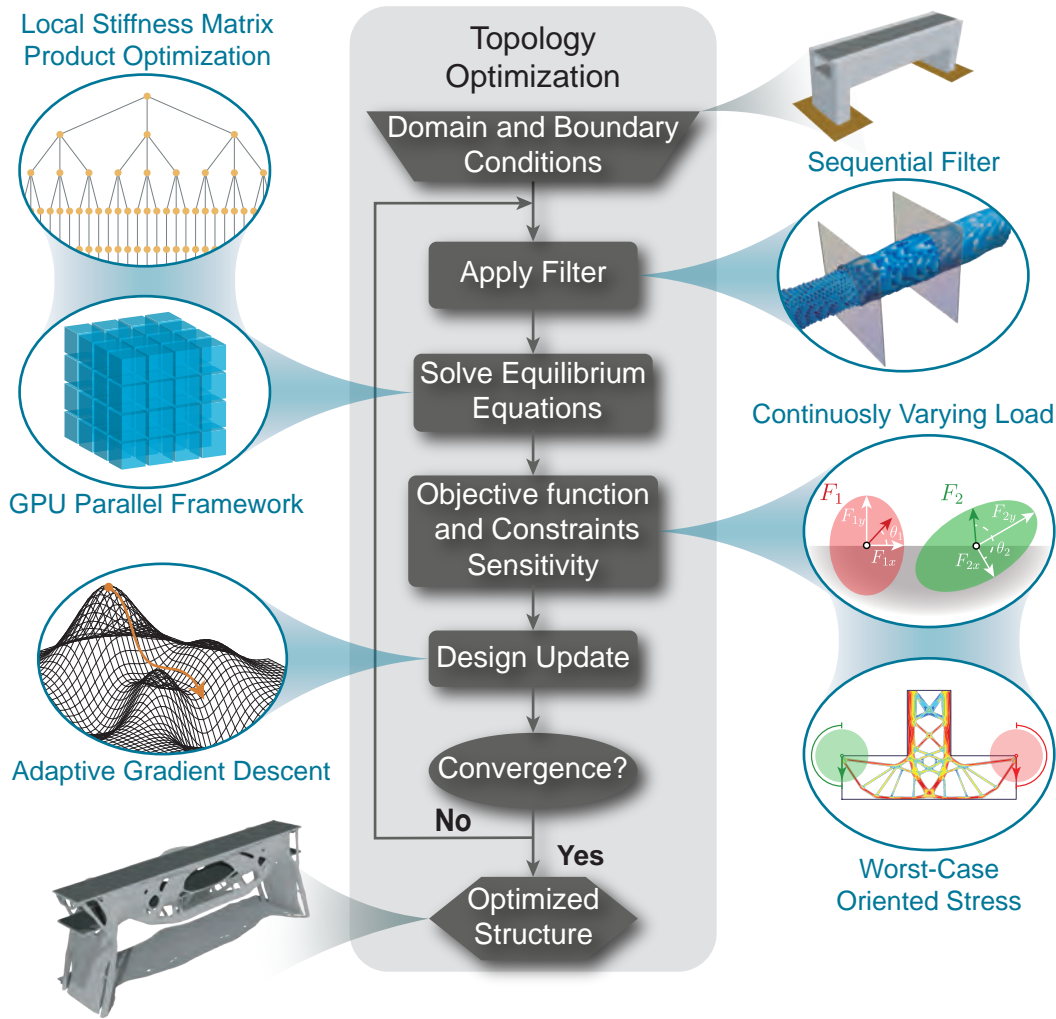 Local Stiffness Matrix
Product Optimization
Topology
Optimization
Domain and Boundary
Conditions
Sequential Filter
Apply Filter
Solve Equilibrium
Equations
GPU Parallel Framework
Continuosly Varying Load
F₁
F₁y
θ₁
F₁x
F₂
F₂y
θ₂
F₂x
Objective function
and Constraints
Sensitivity
Design Update
Adaptive Gradient Descent
Convergence?
No
Yes
Worst-Case
Oriented Stress
Optimized
Structure